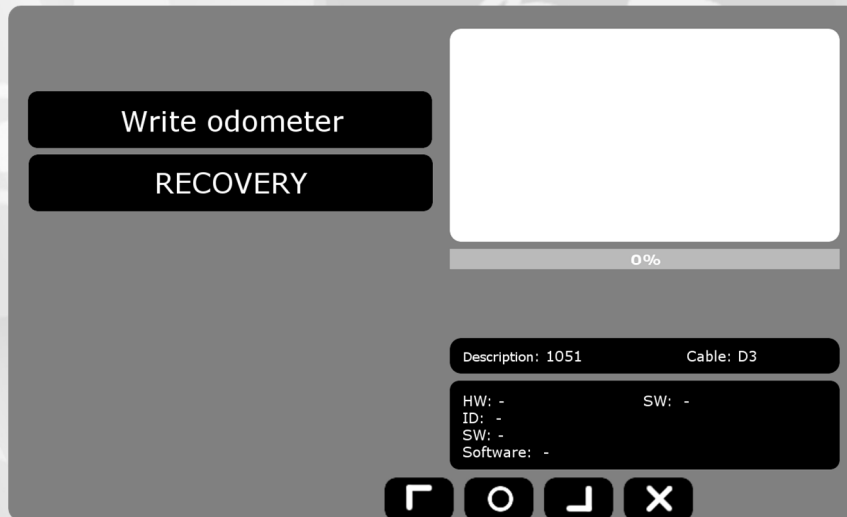 Write odometer
RECOVERY
0%
Description: 1051 Cable: D3
HW: - SW: -
ID: -
SW: -
Software: -